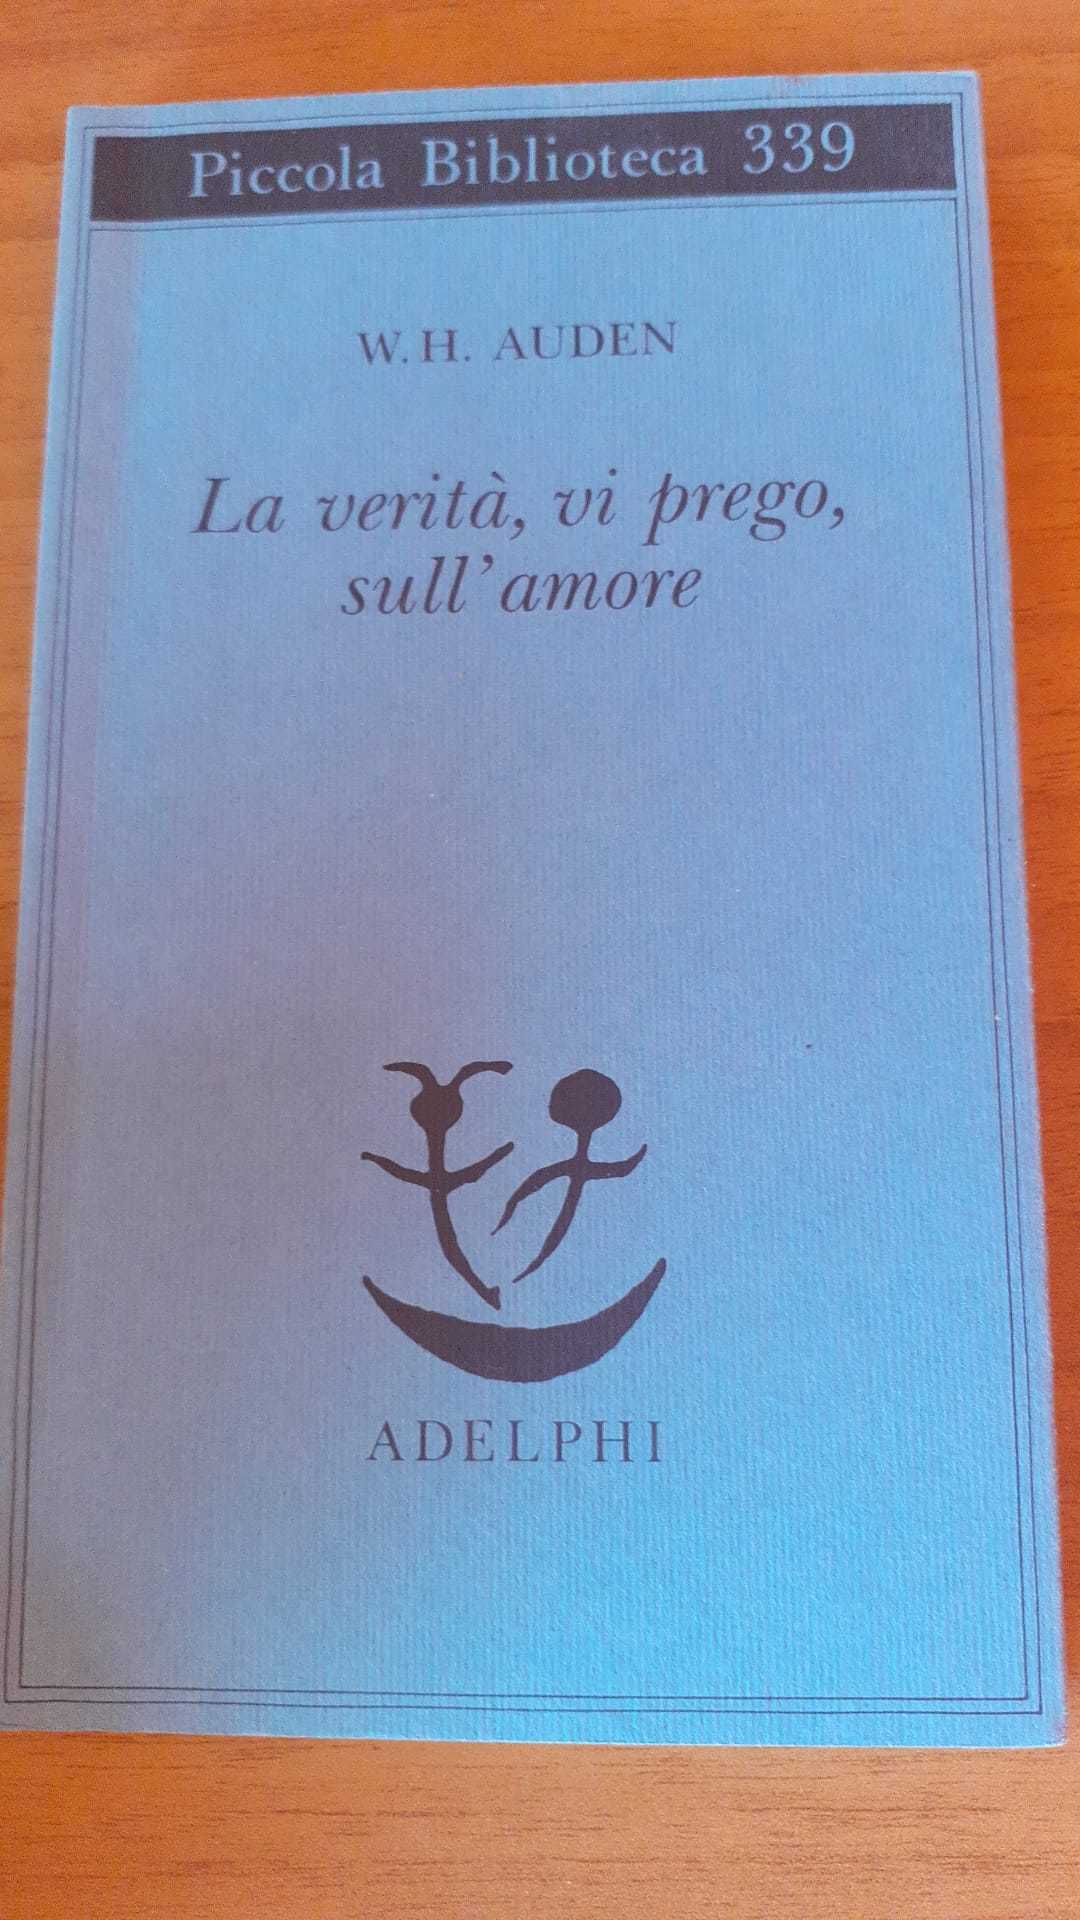 Piccola Biblioteca 339
W. H. AUDEN
La verità, vi prego,
sull'amore
ADELPHI